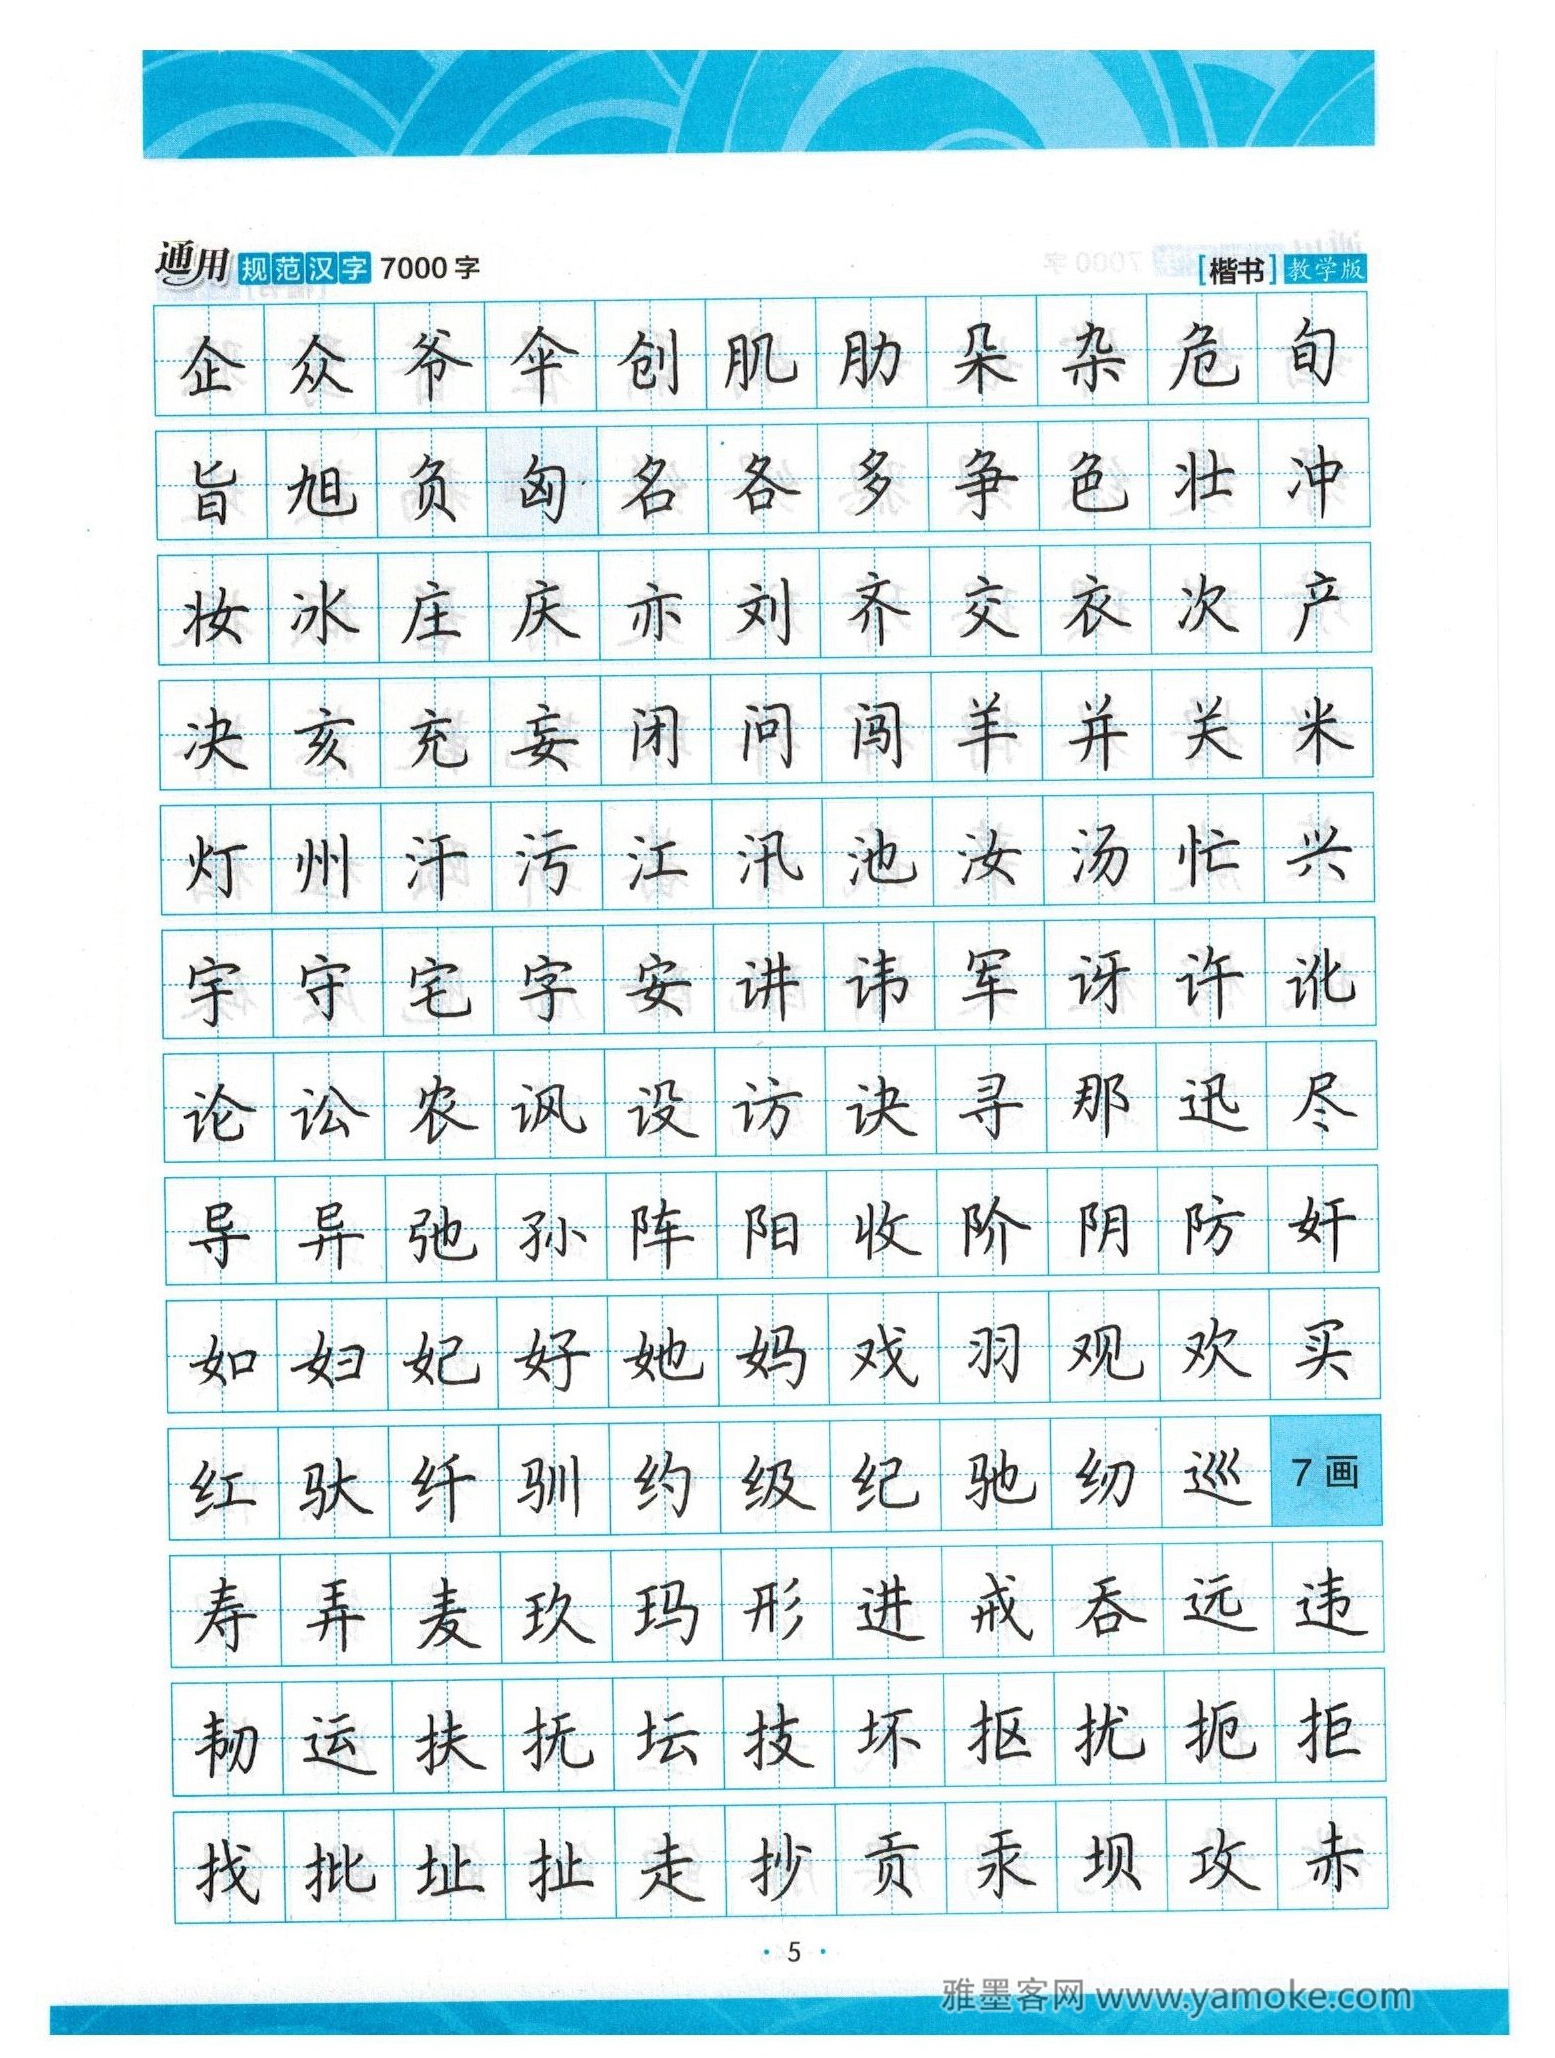 通用规范汉字7000字 [楷书]教学版
企众爷伞创肌肋朵杂危旬
旨旭负匈名各多争色壮冲
妆冰庄庆亦刘齐交衣次产
决亥充妄闭问闯羊并关米
灯州汗污江汛池汝汤忙兴
宇守宅字安讲讳军讶许讹
论讼农讽设访诀寻那迅尽
导异弛孙阵阳收阶阴防奸
如妇妃好她妈戏羽观欢买
红驮纤驯约级纪驰纫巡7画
寿弄麦玖玛形进戒吞远违
韧运扶抚坛技坏抠扰扼拒
找批址扯走抄贡汞坝攻赤
·5·
雅墨客网 www.yamoke.com